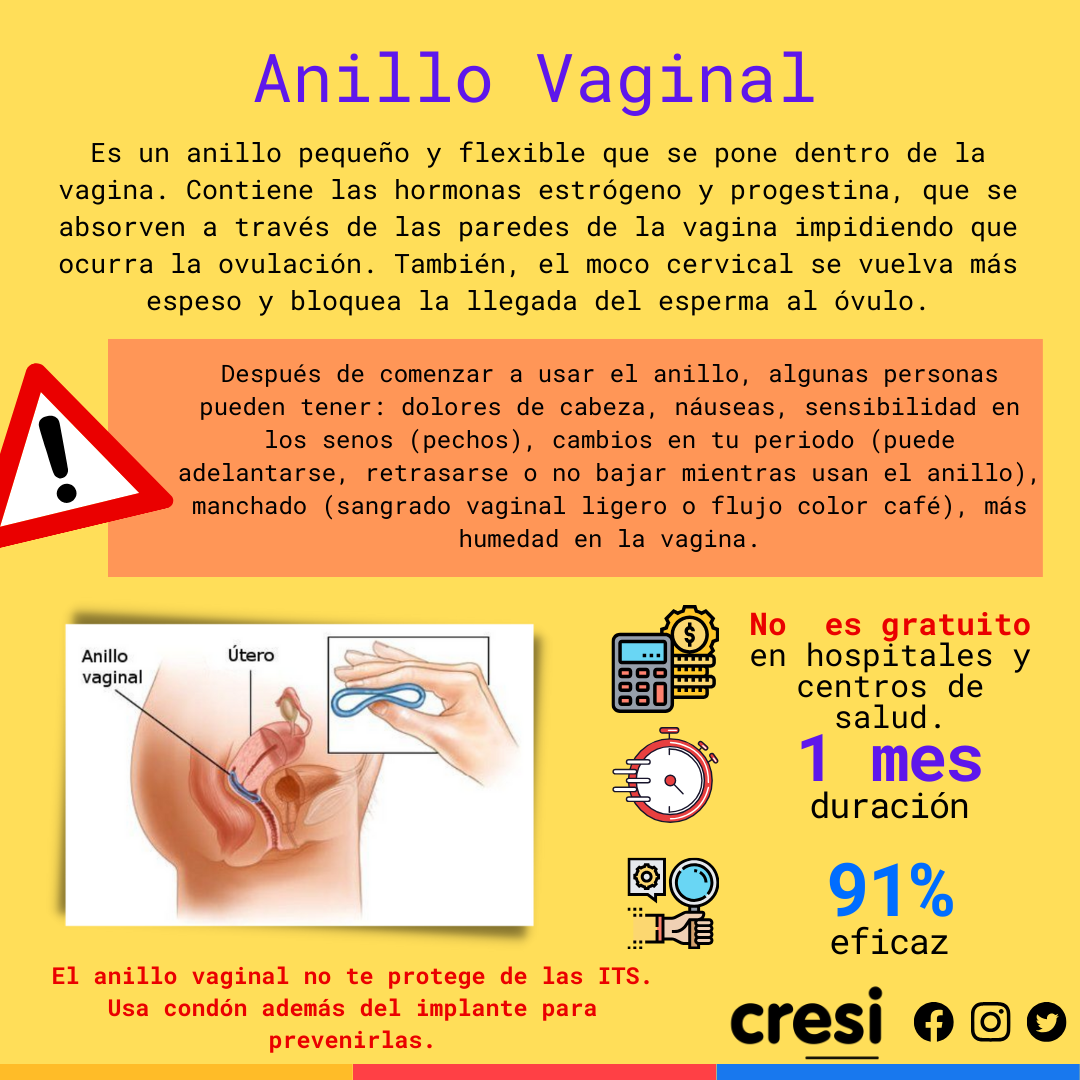 Anillo Vaginal
Es un anillo pequeño y flexible que se pone dentro de la
vagina. Contiene las hormonas estrógeno y progestina, que se
absorven a través de las paredes de la vagina impidiendo que
ocurra la ovulación. También, el moco cervical se vuelva más
espeso y bloquea la llegada del esperma al óvulo.
Después de comenzar a usar el anillo, algunas personas
pueden tener: dolores de cabeza, náuseas, sensibilidad en
los senos (pechos), cambios en tu periodo (puede
adelantarse, retrasarse o no bajar mientras usan el anillo),
manchado (sangrado vaginal ligero o flujo color café), más
humedad en la vagina.
Anillo
vaginal
Útero
No es gratuito
en hospitales y
centros de
salud.
1 mes
duración
91%
eficaz
El anillo vaginal no te protege de las ITS.
Usa condón además del implante para
prevenirlas.
cresi